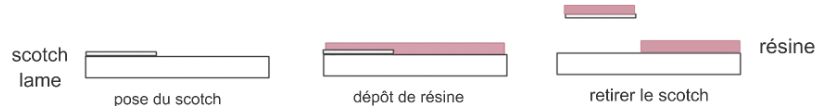 scotch
lame
résine
pose du scotch
dépôt de résine
retirer le scotch